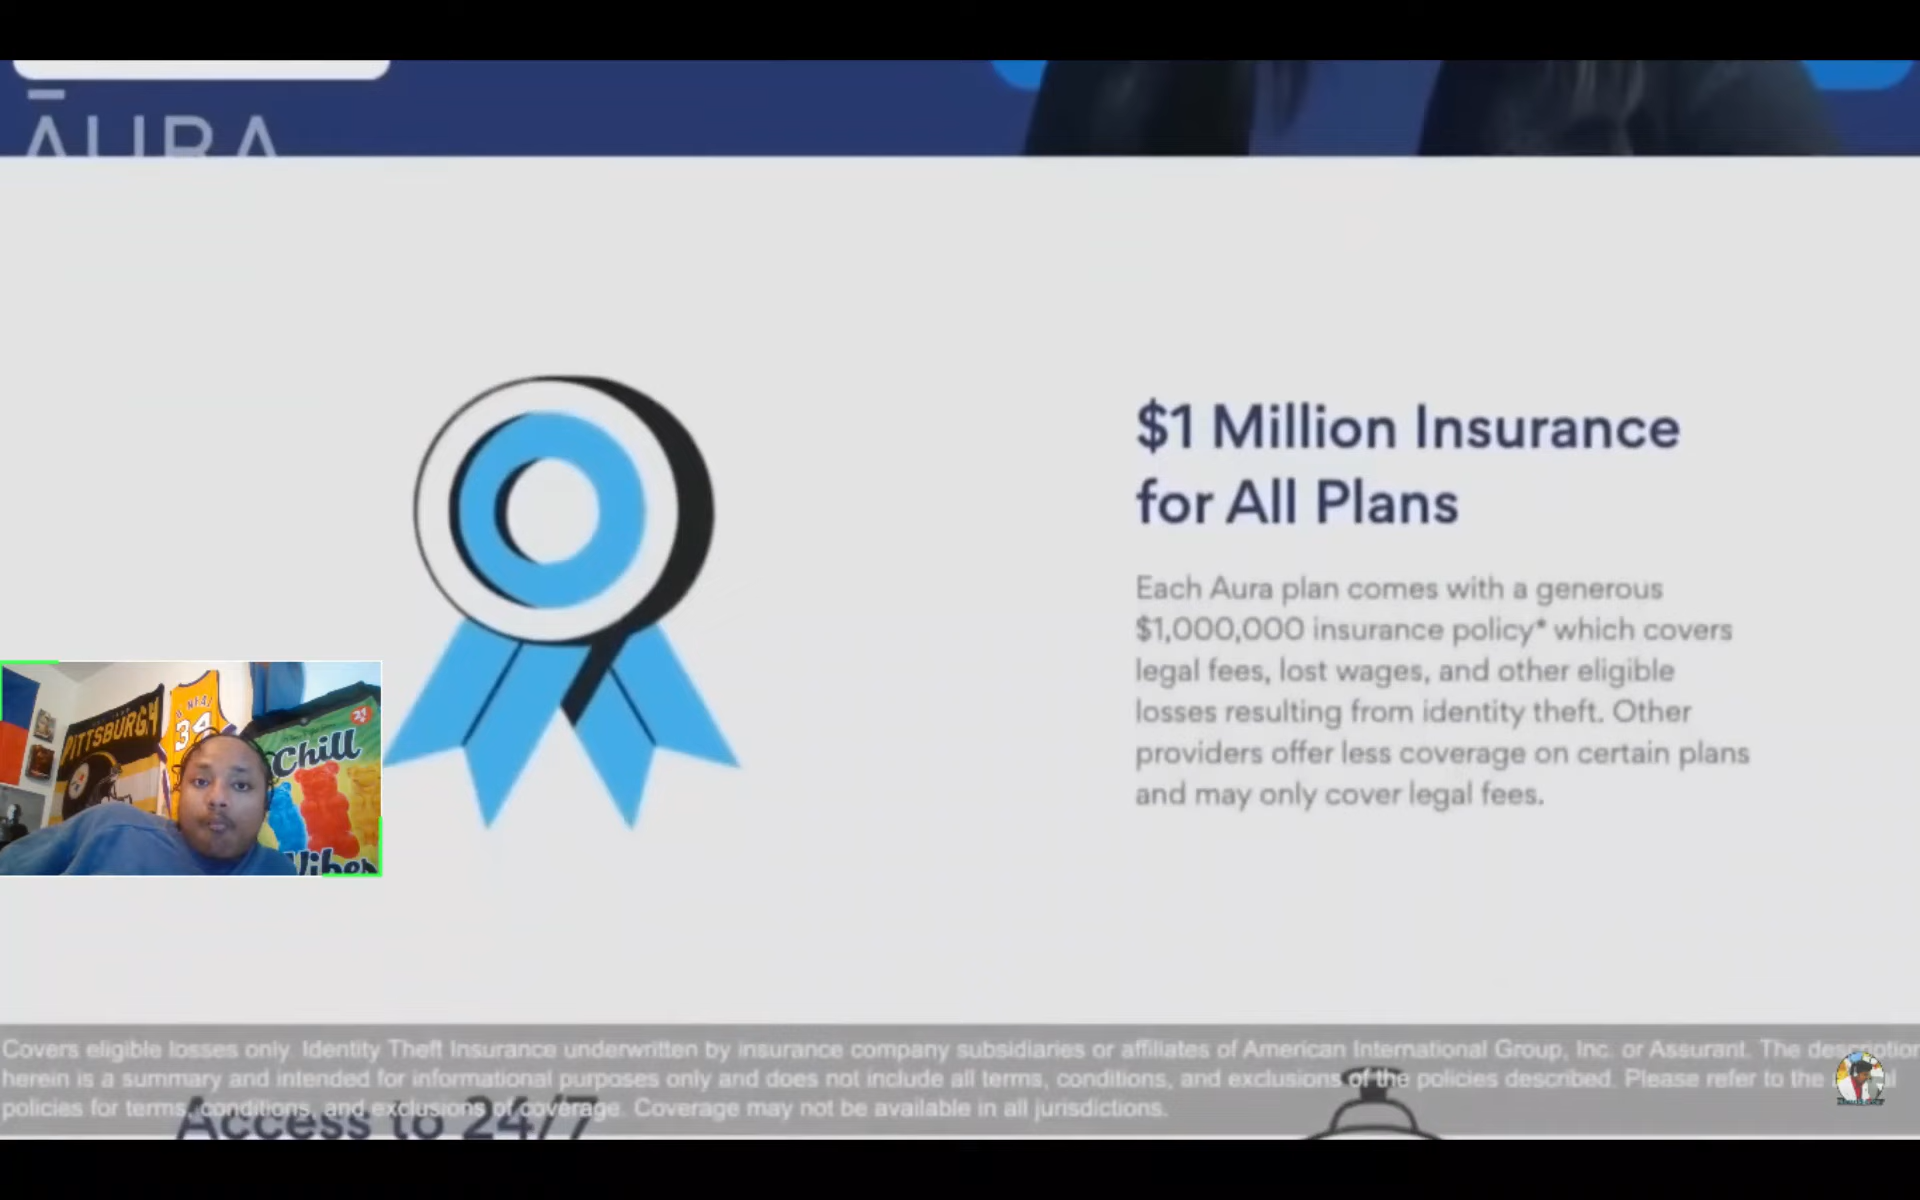 AURA
$1 Million Insurance
for All Plans
Each Aura plan comes with a generous
$1,000,000 insurance policy* which covers
legal fees, lost wages, and other eligible
losses resulting from identity theft. Other
providers offer less coverage on certain plans
and may only cover legal fees.
PITTSBURGH
34
Chill
Vibes
Covers eligible losses only. Identity Theft Insurance underwritten by insurance company subsidiaries or affiliates of American International Group, Inc. or Assurant. The description
herein is a summary and intended for informational purposes only and does not include all terms, conditions, and exclusions of the policies described. Please refer to the
policies for terms, conditions, and exclusions of coverage. Coverage may not be available in all jurisdictions.
Access to 24/7